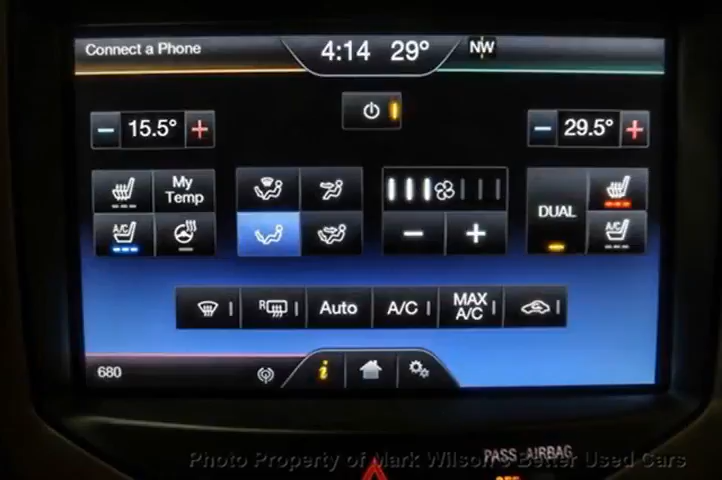 Connect a Phone 4:14 29° NW
− 15.5° + − 29.5° +
My Temp DUAL
A/C A/C
− +
R Auto A/C MAX A/C
680 i
PASS AIRBAG
OFF
Photo Property of Mark Wilson's Better Used Cars